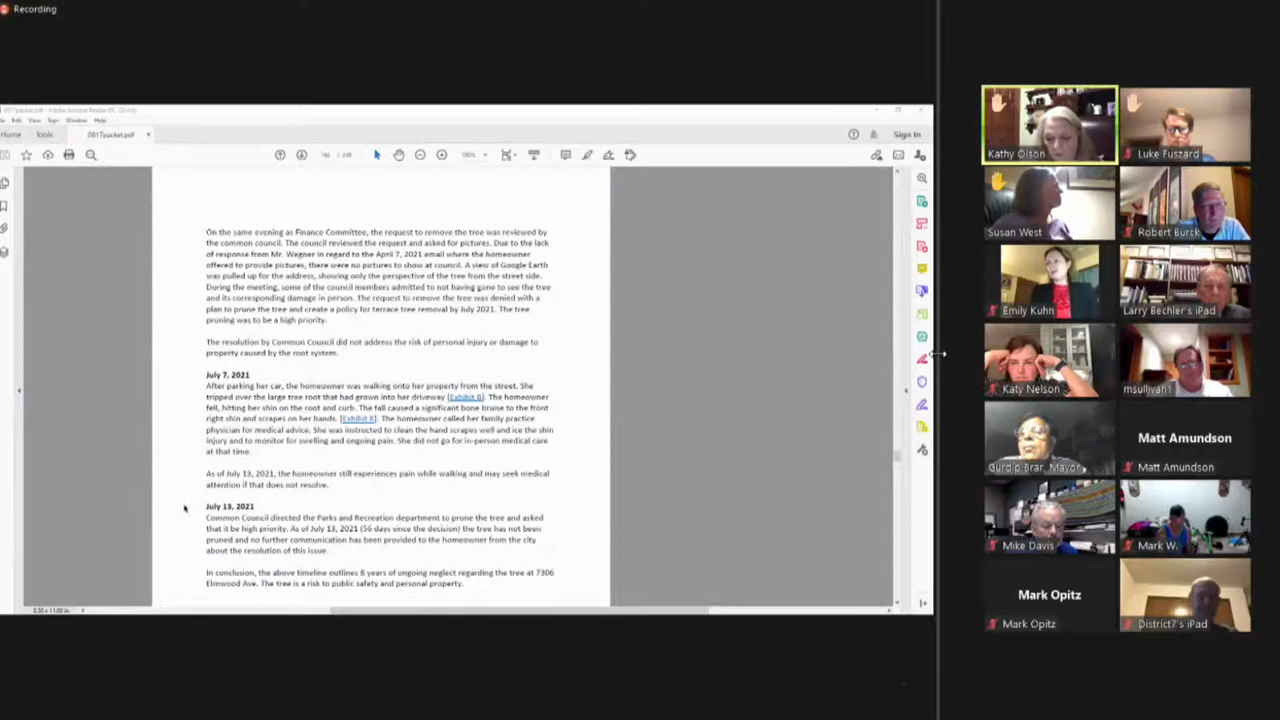 Recording
Window Help
Home Tools 0817packet.pdf Sign In
On the same evening as Finance Committee, the request to remove the tree was reviewed by
the common council. The council reviewed the request and asked for pictures. Due to the lack
of response from Mr. Wegner in regard to the April 7, 2021 email where the homeowner
offered to provide pictures, there were no pictures to show at council. A view of Google Earth
was pulled up for the address, showing only the perspective of the tree from the street side.
During the meeting, some of the council members admitted to not having gone to see the tree
and its corresponding damage in person. The request to remove the tree was denied with a
plan to prune the tree and create a policy for terrace tree removal by July 2021. The tree
pruning was to be a high priority.
The resolution by Common Council did not address the risk of personal injury or damage to
property caused by the root system.
July 7, 2021
After parking her car, the homeowner was walking onto her property from the street. She
tripped over the large tree root that had grown into her driveway [Exhibit B]. The homeowner
fell, hitting her shin on the root and curb. The fall caused a significant bone bruise to the front
right shin and scrapes on her hands. [Exhibit K]. The homeowner called her family practice
physician for medical advice. She was instructed to clean the hand scrapes well and ice the shin
injury and to monitor for swelling and ongoing pain. She did not go for in-person medical care
at that time.
As of July 13, 2021, the homeowner still experiences pain while walking and may seek medical
attention if that does not resolve.
July 13, 2021
Common Council directed the Parks and Recreation department to prune the tree and asked
that it be high priority. As of July 13, 2021 (56 days since the decision) the tree has not been
pruned and no further communication has been provided to the homeowner from the city
about the resolution of this issue.
In conclusion, the above timeline outlines 8 years of ongoing neglect regarding the tree at 7306
Elmwood Ave. The tree is a risk to public safety and personal property.
8.50 x 11.00 in
Kathy Olson
Luke Fuszard
Susan West
Robert Burck
Emily Kuhn
Larry Bechler's iPad
Katy Nelson
msullivan1
Gurdip Brar, Mayor
Matt Amundson
Matt Amundson
Mike Davis
Mark W.
Mark Opitz
Mark Opitz
District7's iPad